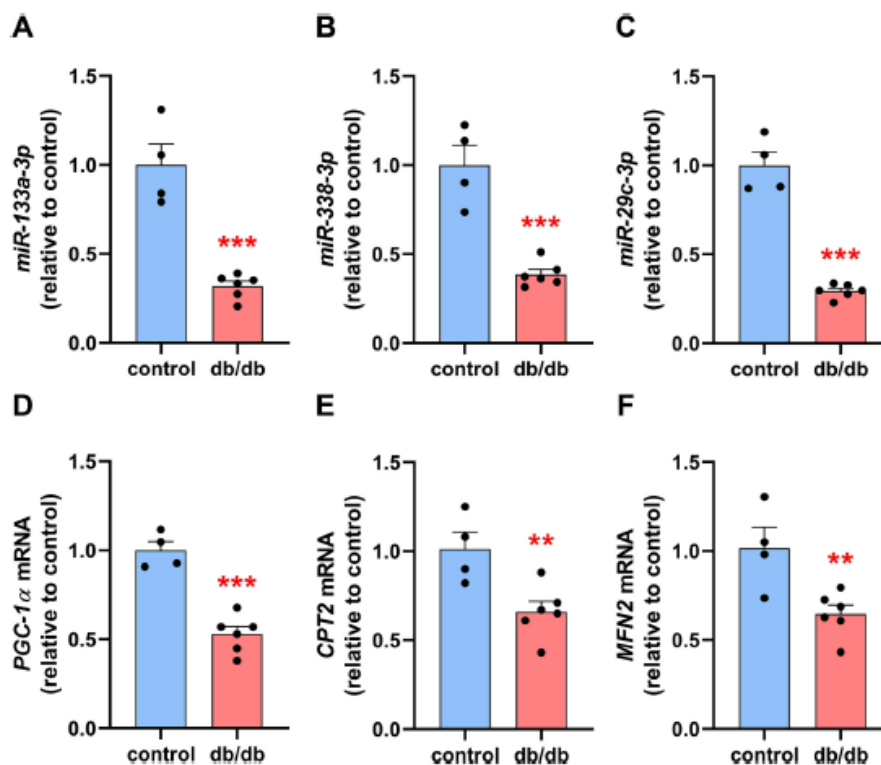 A
miR-133a-3p
(relative to control)
1.5
1.0
0.5
0.0
***
control db/db
B
miR-338-3p
(relative to control)
1.5
1.0
0.5
0.0
***
control db/db
C
miR-29c-3p
(relative to control)
1.5
1.0
0.5
0.0
***
control db/db
D
PGC-1α mRNA
(relative to control)
1.5
1.0
0.5
0.0
***
control db/db
E
CPT2 mRNA
(relative to control)
1.5
1.0
0.5
0.0
**
control db/db
F
MFN2 mRNA
(relative to control)
1.5
1.0
0.5
0.0
**
control db/db